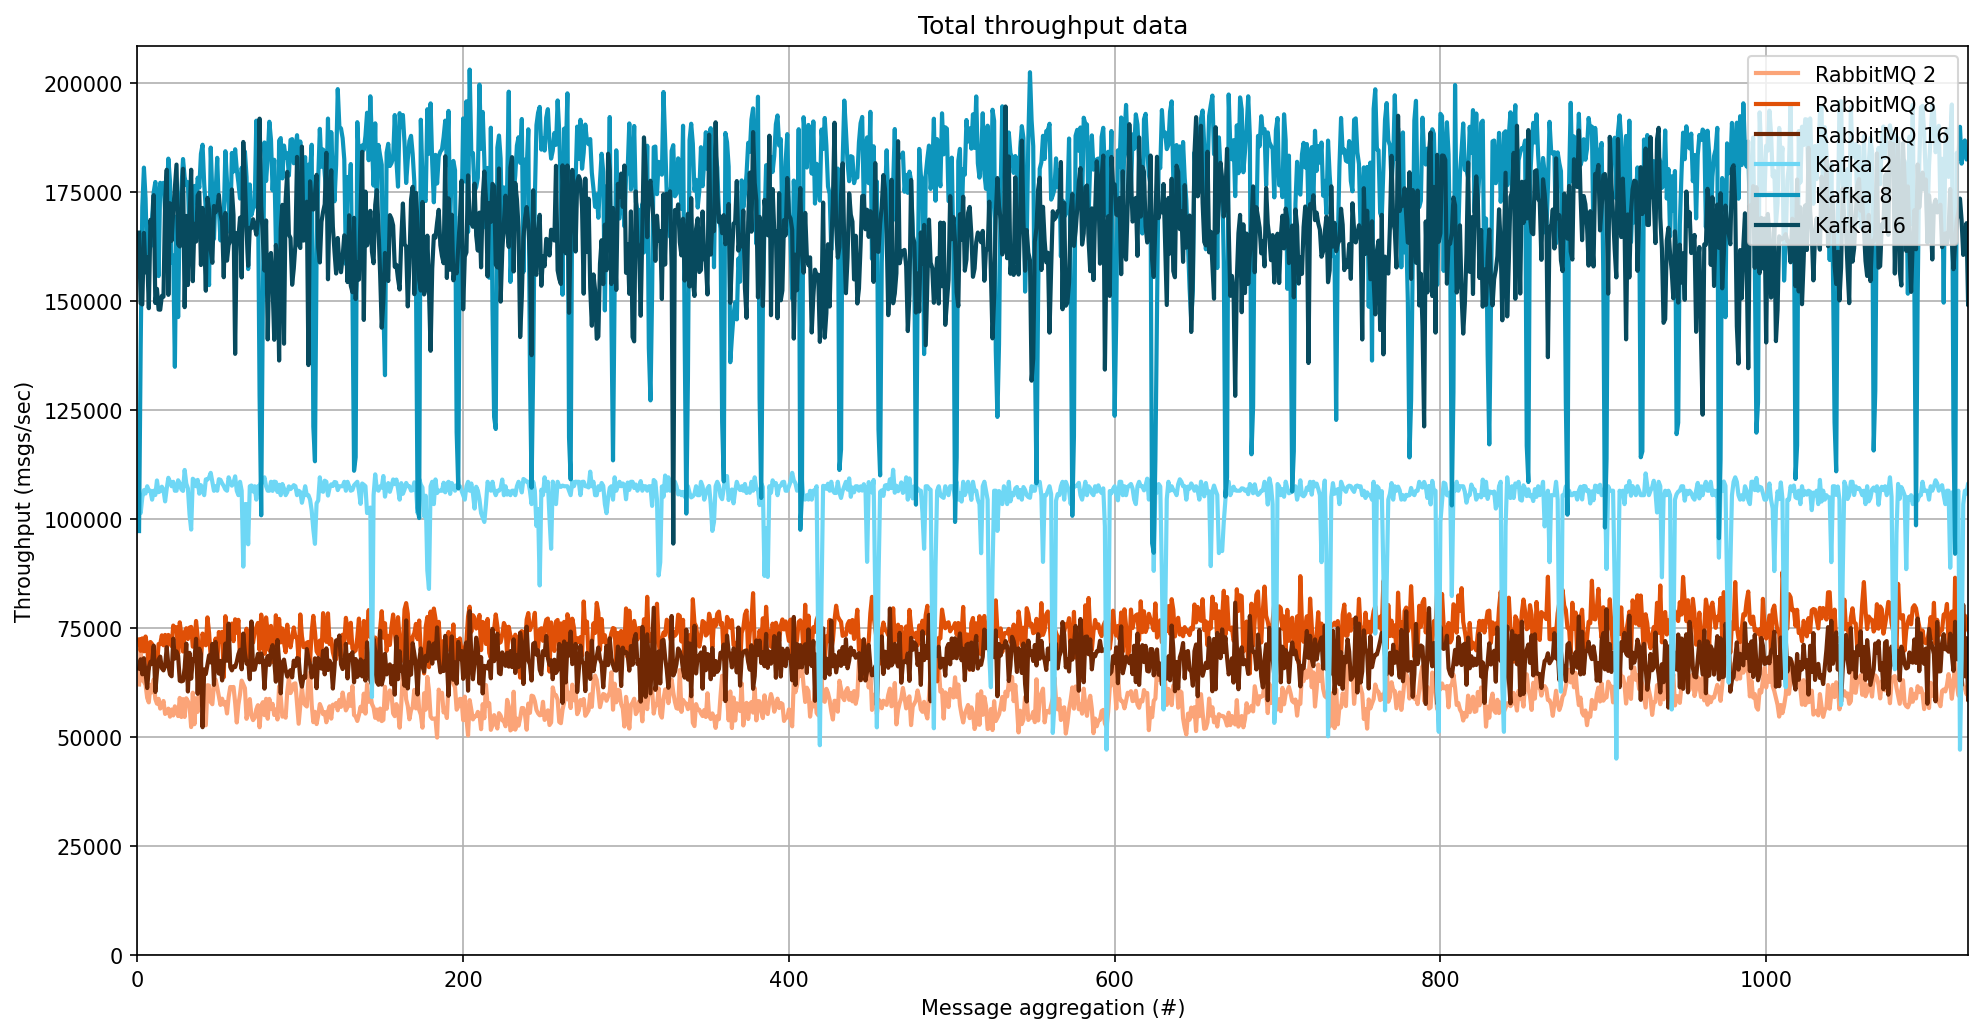 Total throughput data
200000
175000
150000
125000
100000
75000
50000
25000
0
Throughput (msgs/sec)
RabbitMQ 2
RabbitMQ 8
RabbitMQ 16
Kafka 2
Kafka 8
Kafka 16
0 200 400 600 800 1000
Message aggregation (#)